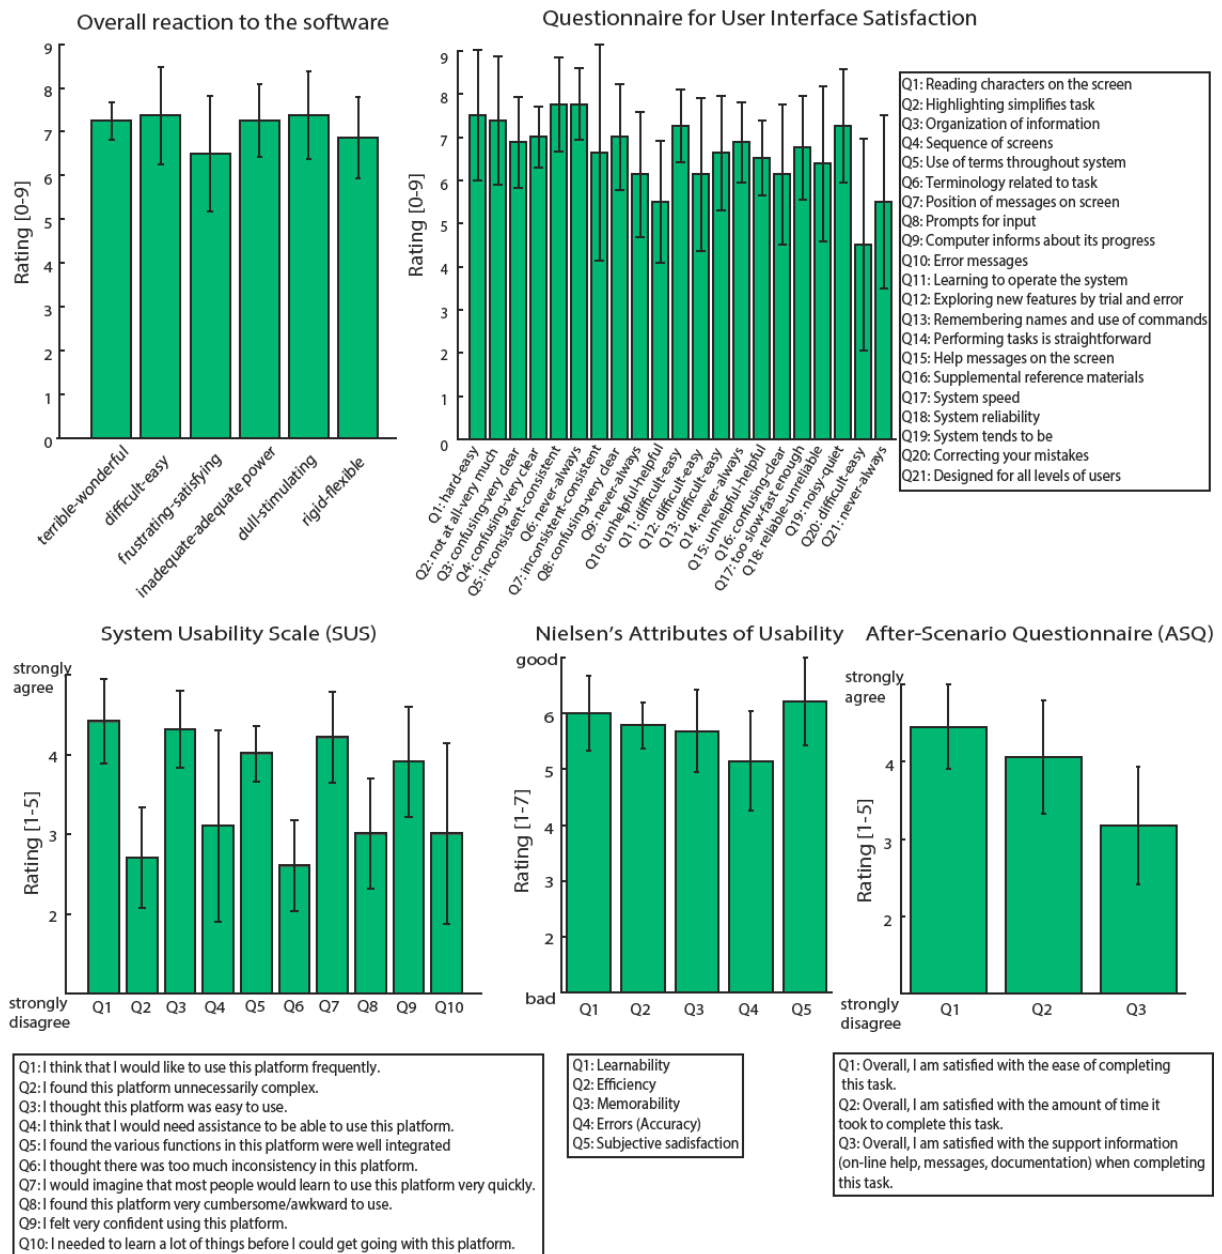 Overall reaction to the software
Rating [0-9]
9
8
7
6
5
4
3
2
1
0
terrible-wonderful
difficult-easy
frustrating-satisfying
inadequate-adequate power
dull-stimulating
rigid-flexible
Questionnaire for User Interface Satisfaction
Rating [0-9]
9
8
7
6
5
4
3
2
1
0
Q1: hard-easy
Q2: not at all-very much
Q3: confusing-very clear
Q4: confusing-very clear
Q5: inconsistent-consistent
Q6: never-always
Q7: inconsistent-consistent
Q8: confusing-very clear
Q9: never-always
Q10: unhelpful-helpful
Q11: difficult-easy
Q12: difficult-easy
Q13: difficult-easy
Q14: never-always
Q15: unhelpful-helpful
Q16: confusing-clear
Q17: too slow-fast enough
Q18: reliable-unreliable
Q19: noisy-quiet
Q20: difficult-easy
Q21: never-always
Q1: Reading characters on the screen
Q2: Highlighting simplifies task
Q3: Organization of information
Q4: Sequence of screens
Q5: Use of terms throughout system
Q6: Terminology related to task
Q7: Position of messages on screen
Q8: Prompts for input
Q9: Computer informs about its progress
Q10: Error messages
Q11: Learning to operate the system
Q12: Exploring new features by trial and error
Q13: Remembering names and use of commands
Q14: Performing tasks is straightforward
Q15: Help messages on the screen
Q16: Supplemental reference materials
Q17: System speed
Q18: System reliability
Q19: System tends to be
Q20: Correcting your mistakes
Q21: Designed for all levels of users
System Usability Scale (SUS)
strongly
agree
Rating [1-5]
4
3
2
strongly
disagree
Q1 Q2 Q3 Q4 Q5 Q6 Q7 Q8 Q9 Q10
Q1: I think that I would like to use this platform frequently.
Q2: I found this platform unnecessarily complex.
Q3: I thought this platform was easy to use.
Q4: I think that I would need assistance to be able to use this platform.
Q5: I found the various functions in this platform were well integrated
Q6: I thought there was too much inconsistency in this platform.
Q7: I would imagine that most people would learn to use this platform very quickly.
Q8: I found this platform very cumbersome/awkward to use.
Q9: I felt very confident using this platform.
Q10: I needed to learn a lot of things before I could get going with this platform.
Nielsen's Attributes of Usability
good
Rating [1-7]
6
5
4
3
2
bad
Q1 Q2 Q3 Q4 Q5
Q1: Learnability
Q2: Efficiency
Q3: Memorability
Q4: Errors (Accuracy)
Q5: Subjective sadisfaction
After-Scenario Questionnaire (ASQ)
strongly
agree
Rating [1-5]
4
3
2
strongly
disagree
Q1 Q2 Q3
Q1: Overall, I am satisfied with the ease of completing
this task.
Q2: Overall, I am satisfied with the amount of time it
took to complete this task.
Q3: Overall, I am satisfied with the support information
(on-line help, messages, documentation) when completing
this task.